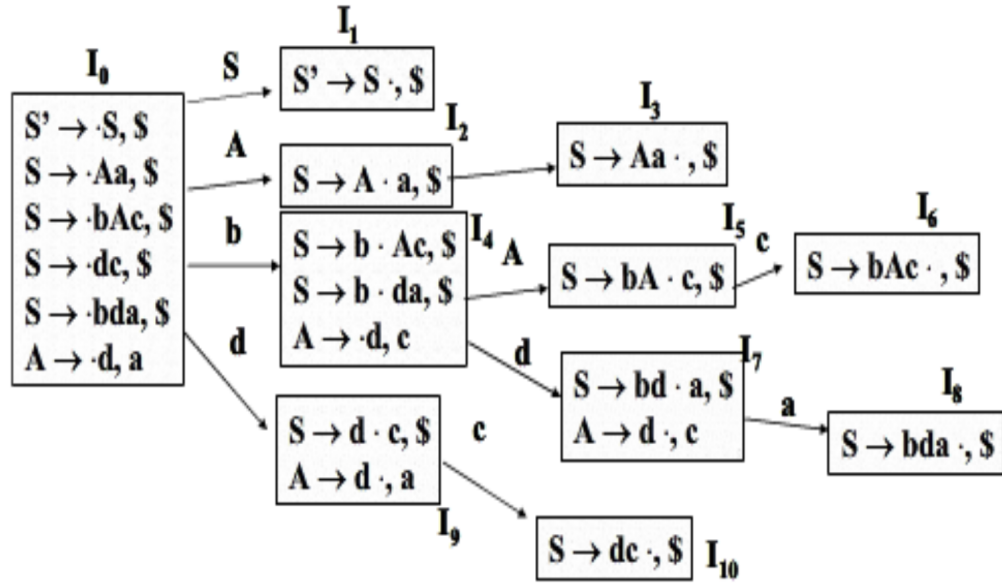 I₀
S' → ·S, $
S → ·Aa, $
S → ·bAc, $
S → ·dc, $
S → ·bda, $
A → ·d, a
S
I₁
S' → S ·, $
A
I₂
S → A · a, $
I₃
S → Aa · , $
b
I₄
S → b · Ac, $
S → b · da, $
A → ·d, c
A
I₅
S → bA · c, $
c
I₆
S → bAc · , $
d
I₇
S → bd · a, $
A → d ·, c
a
I₈
S → bda ·, $
d
S → d · c, $
A → d ·, a
I₉
c
S → dc ·, $
I₁₀